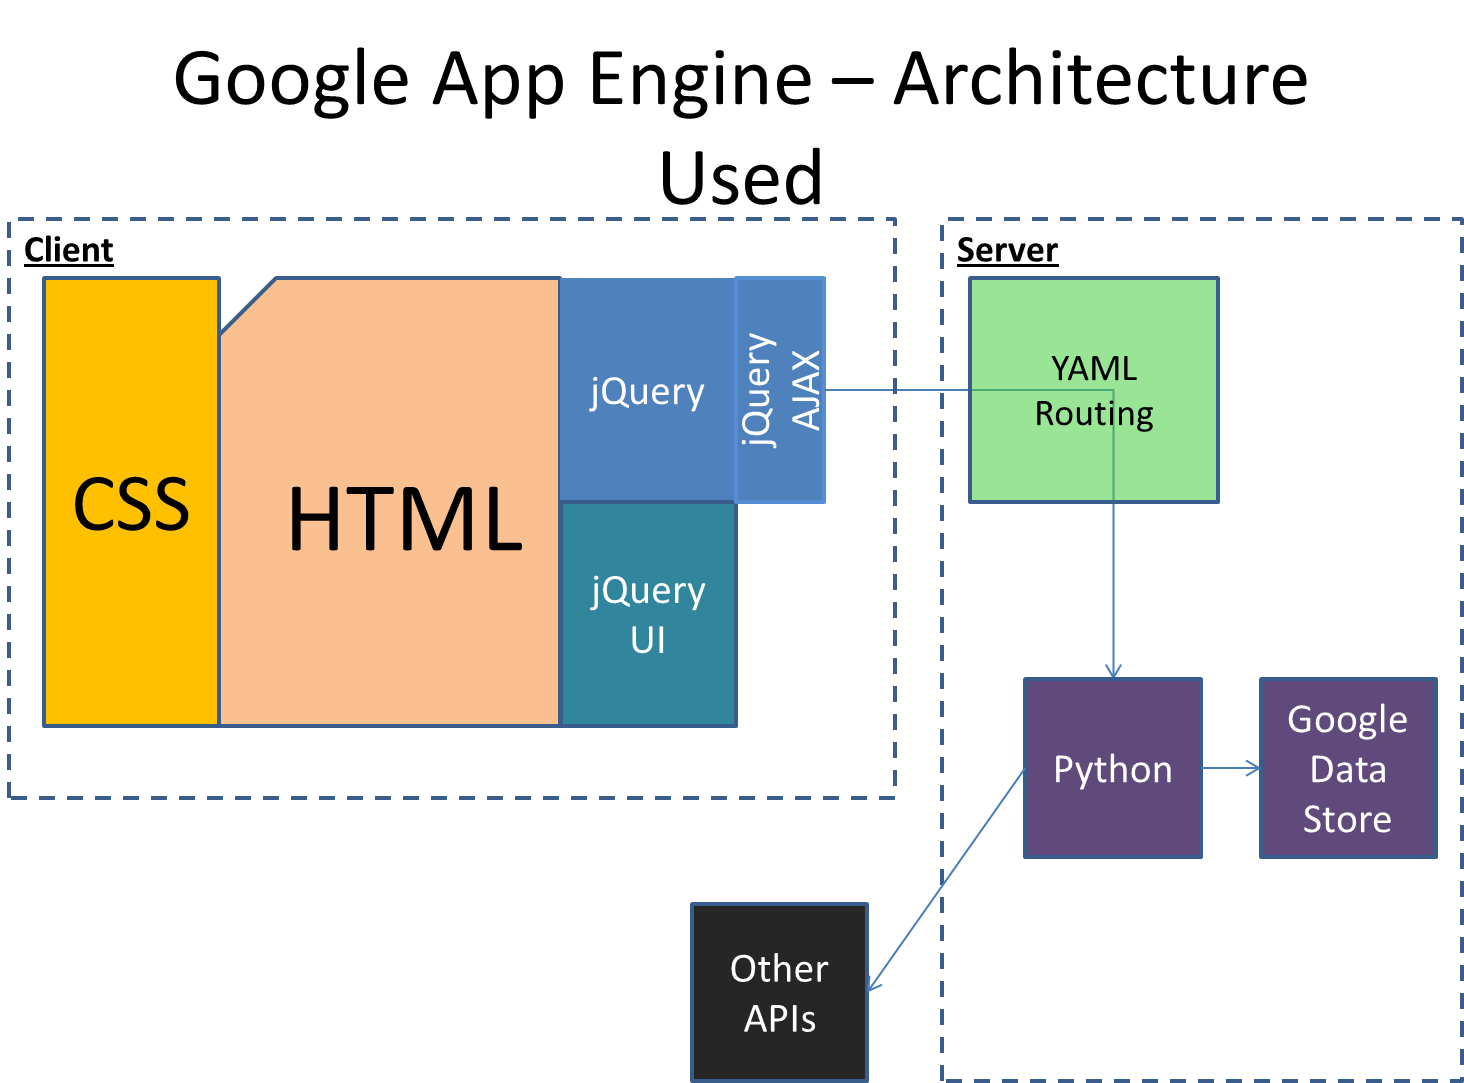 Google App Engine – Architecture
Used
Client
CSS
HTML
jQuery
jQuery
AJAX
jQuery
UI
Server
YAML
Routing
Python
Google
Data
Store
Other
APIs